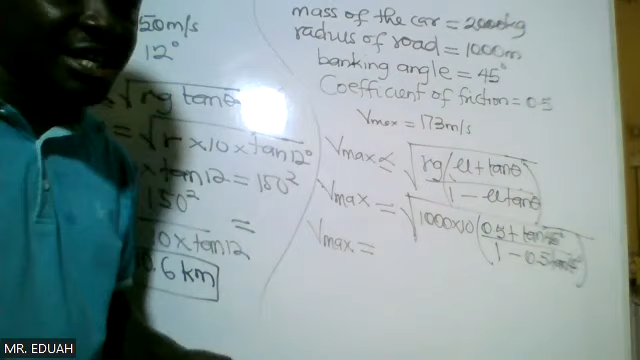 50m/s
12°
√rg tanθ
= √r × 10 × tan12°
× tan12 = 150²
150²
=
0 x tan12
0.6 km
mass of the car = 2000kg
radius of road = 1000m
banking angle = 45°
Coefficient of friction = 0.5
Vmax = 173m/s
Vmax = √rg(μ + tanθ
1 - μtanθ)
Vmax = √1000x10(0.5 + tan45°
1 - 0.5tan45°)
Vmax =
MR. EDUAH